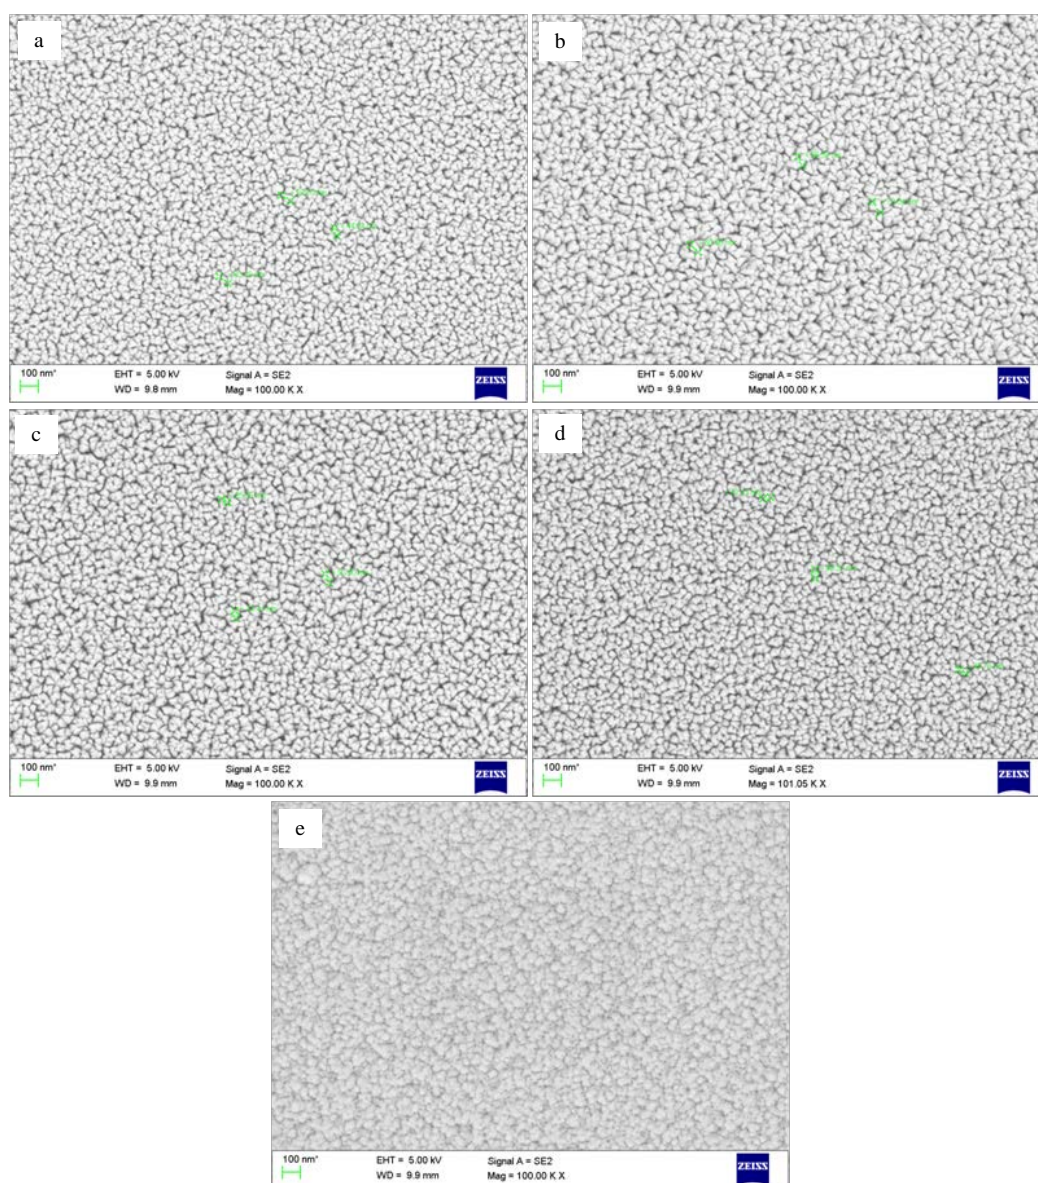 a
100 nm*
EHT = 5.00 kV
Signal A = SE2
WD = 9.8 mm
Mag = 100.00 K X
ZEISS
b
100 nm*
EHT = 5.00 kV
Signal A = SE2
WD = 9.9 mm
Mag = 100.00 K X
ZEISS
c
100 nm*
EHT = 5.00 kV
Signal A = SE2
WD = 9.9 mm
Mag = 100.00 K X
ZEISS
d
100 nm*
EHT = 5.00 kV
Signal A = SE2
WD = 9.9 mm
Mag = 101.05 K X
ZEISS
e
100 nm*
EHT = 5.00 kV
Signal A = SE2
WD = 9.9 mm
Mag = 100.00 K X
ZEISS